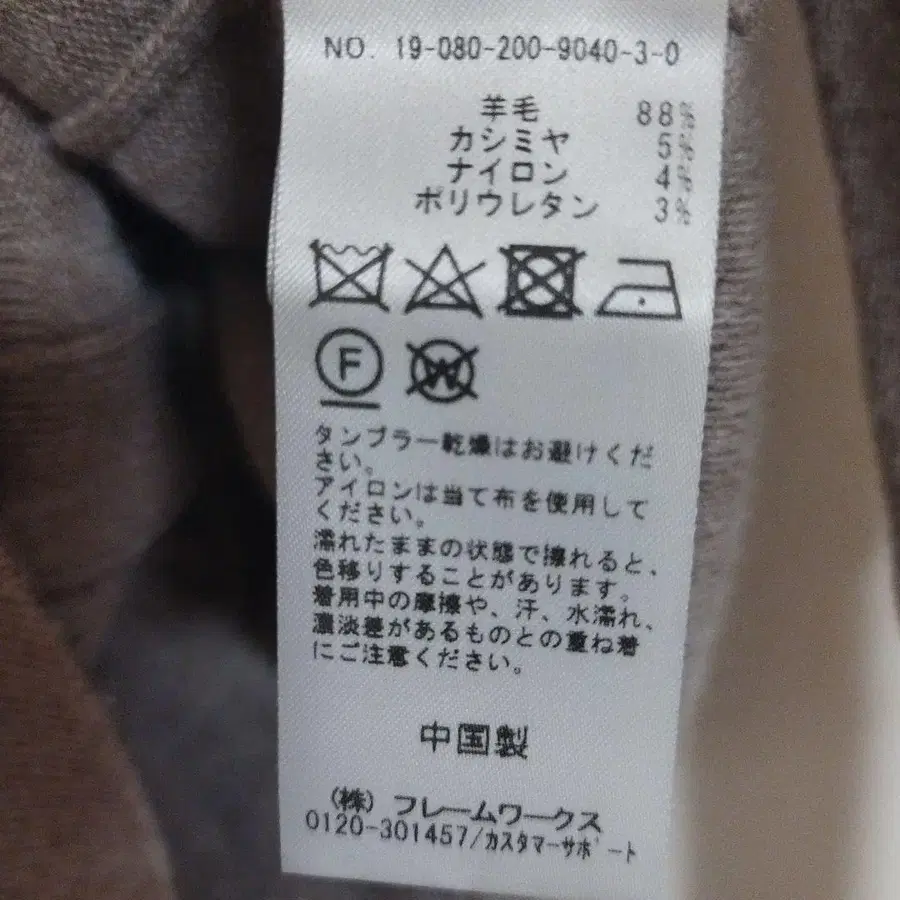 NO. 19-080-200-9040-3-0
羊毛 88%
カシミヤ 5%
ナイロン 4%
ポリウレタン 3%
F W
タンブラー乾燥はお避けくだ
さい。
アイロンは当て布を使用して
ください。
濡れたままの状態で擦れると、
色移りすることがあります。
着用中の摩擦や、汗、水濡れ、
濃淡差があるものとの重ね着
にご注意ください。
中国製
(株) フレームワークス
0120-301457/カスタマーサポート